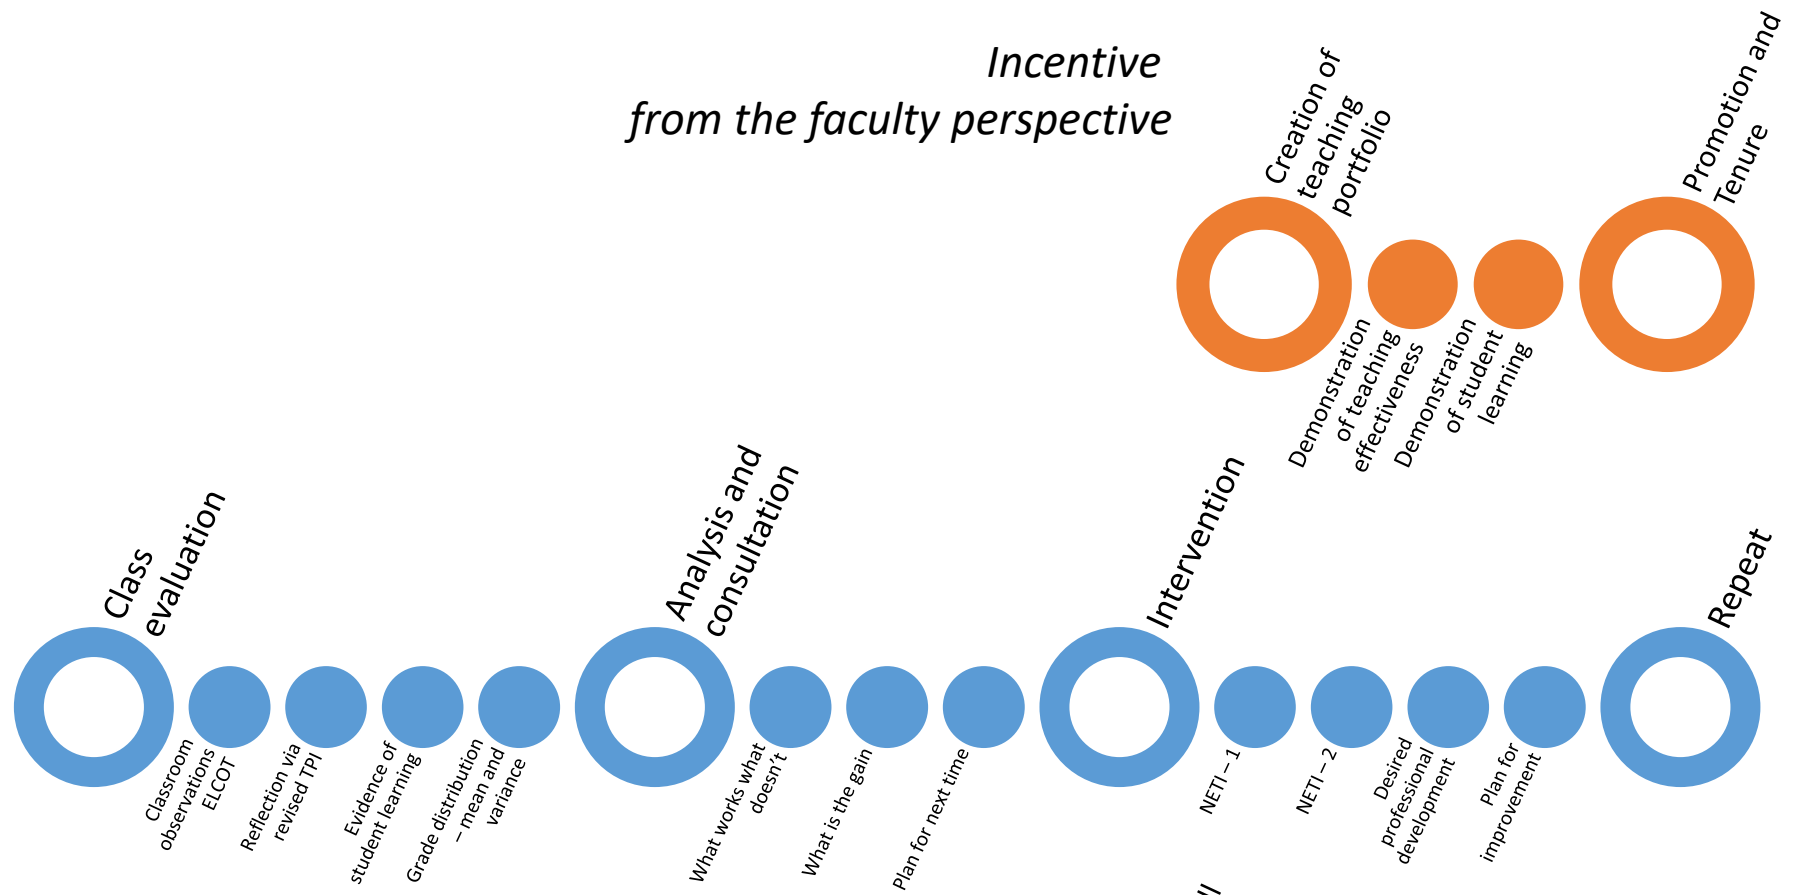 Incentive
from the faculty perspective
Creation of
teaching
portfolio
Promotion and
Tenure
Demonstration
of teaching
effectiveness
Demonstration
of student
learning
Class
evaluation
Analysis and
consultation
Intervention
Repeat
Classroom
observations
ELCOT
Reflection via
revised TPI
Evidence of
student learning
Grade distribution
– mean and
variance
What works what
doesn't
What is the gain
Plan for next time
NETI – 1
NETI – 2
Desired
professional
development
Plan for
improvement